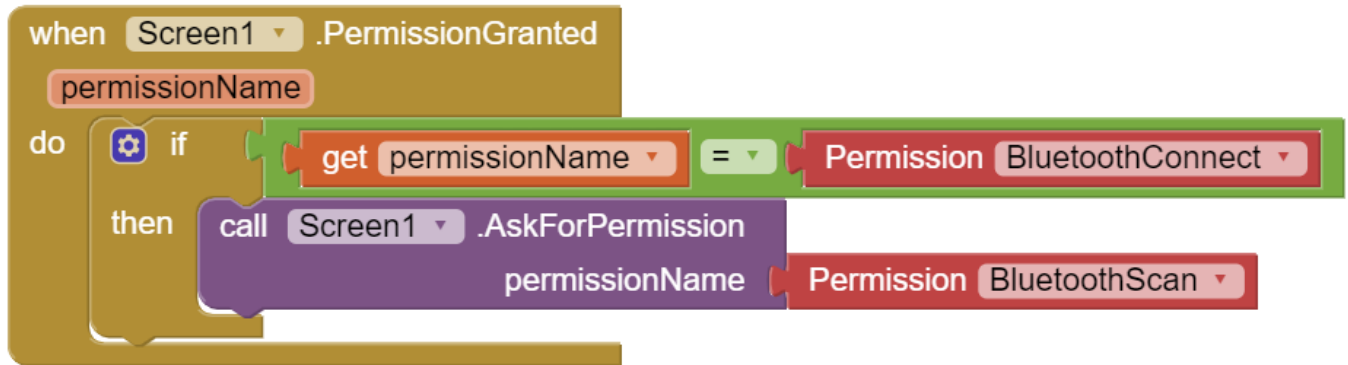 when Screen1 .PermissionGranted
permissionName
do if get permissionName = Permission BluetoothConnect
then call Screen1 .AskForPermission
permissionName Permission BluetoothScan